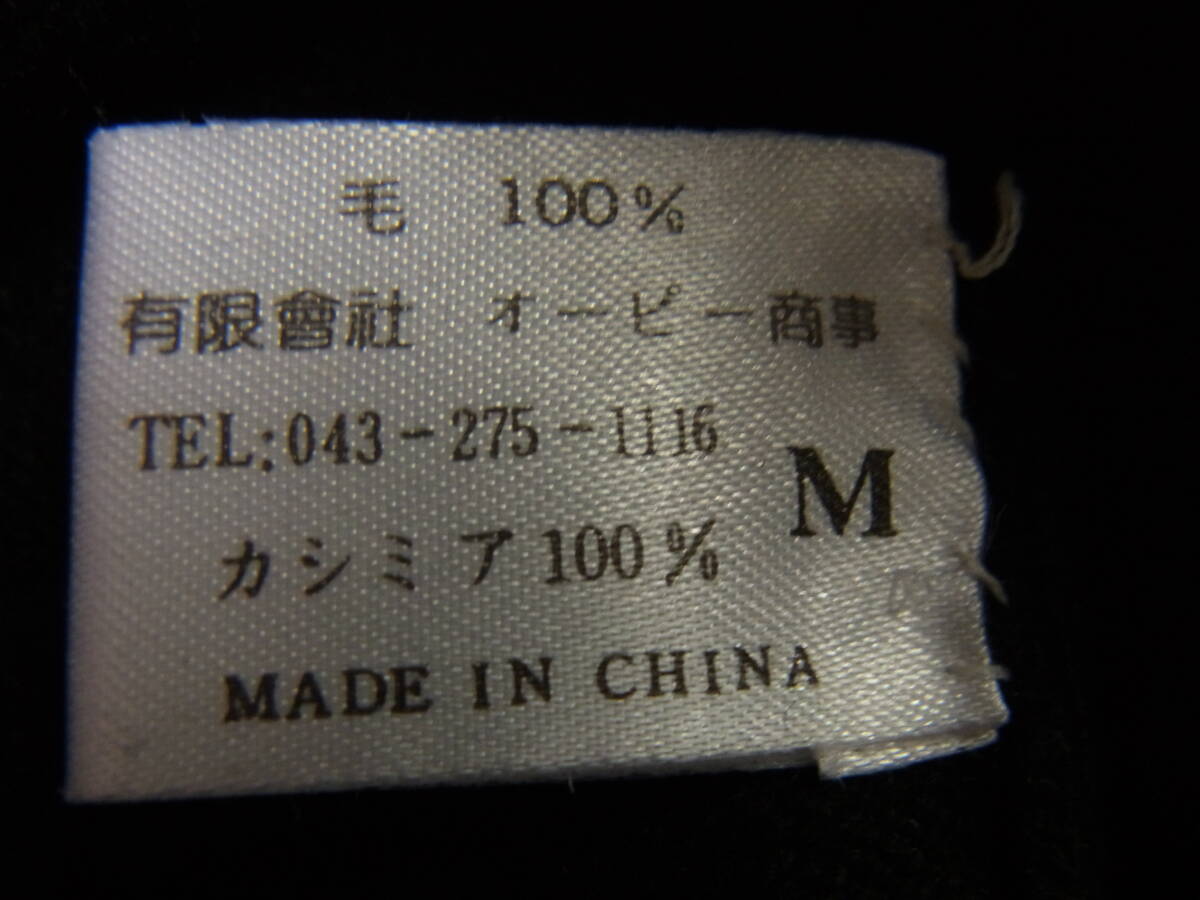 毛 100%
有限會社 オーピー商事
TEL:043-275-1116
M
カシミア100%
MADE IN CHINA